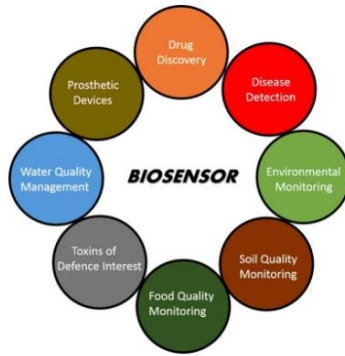 Drug
Discovery
Disease
Detection
Environmental
Monitoring
Soil Quality
Monitoring
Food Quality
Monitoring
Toxins of
Defence Interest
Water Quality
Management
Prosthetic
Devices
BIOSENSOR